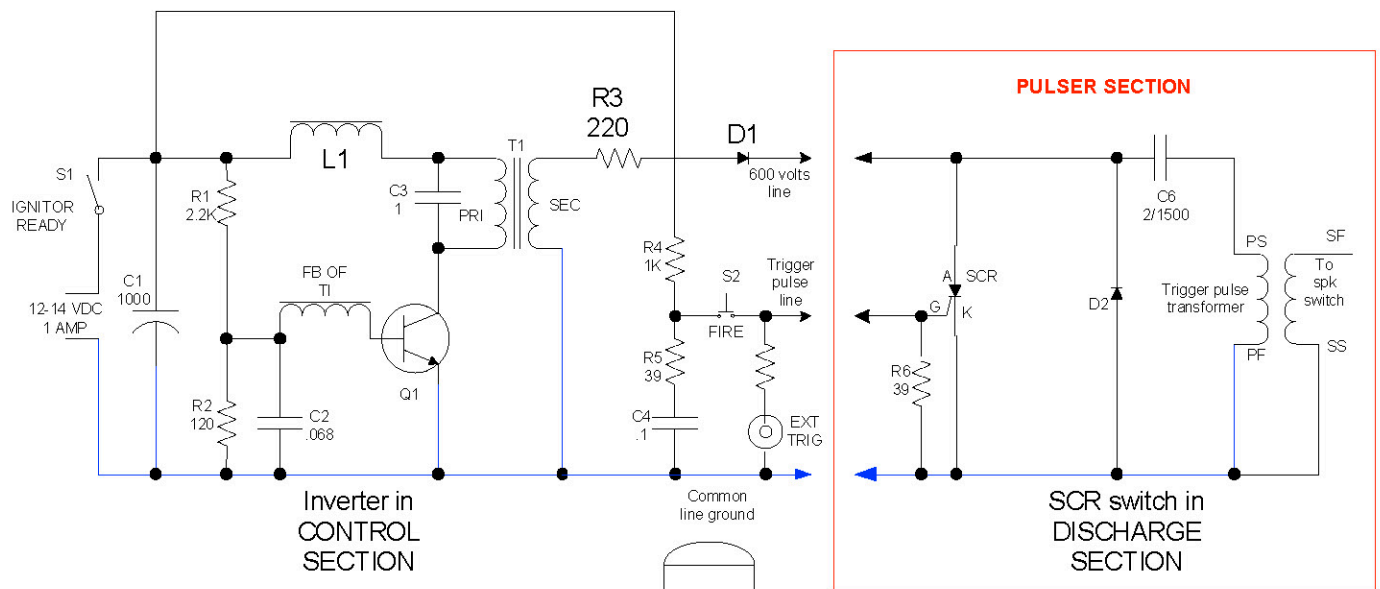 PULSER SECTION
R3
220
D1
L1
T1
S1
IGNITOR
READY
R1
2.2K
C3
1
PRI
SEC
600 volts
line
C6
2/1500
C1
1000
FB OF
TI
R4
1K
S2
Trigger
pulse
line
FIRE
A
SCR
G
K
D2
PS
SF
To
spk
switch
Trigger pulse
transformer
PF
SS
12-14 VDC
1 AMP
Q1
R5
39
R6
39
R2
120
C2
.068
C4
.1
EXT
TRIG
Inverter in
CONTROL
SECTION
Common
line ground
SCR switch in
DISCHARGE
SECTION